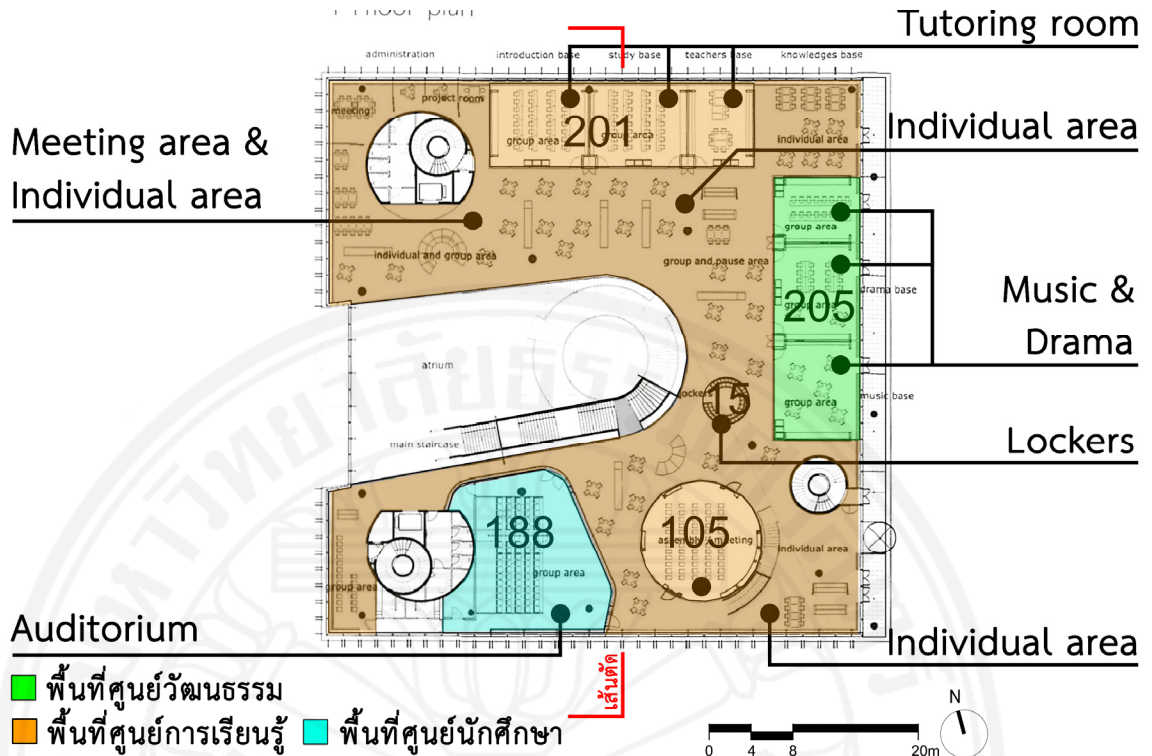 Floor plan
Tutoring room
administration
introduction base
study base
teachers base
knowledges base
meeting
project room
201
group area
group area
individual area
Individual area
Meeting area &
Individual area
group area
individual and group area
group and pause area
205
group area
drama base
Music &
Drama
atrium
lockers
15
group area
music base
main staircase
Lockers
188
group area
105
assembly & meeting
individual area
group area
Auditorium
Individual area
เส้นตัด
พื้นที่ศูนย์วัฒนธรรม
พื้นที่ศูนย์การเรียนรู้
พื้นที่ศูนย์นักศึกษา
N
0 4 8 20m